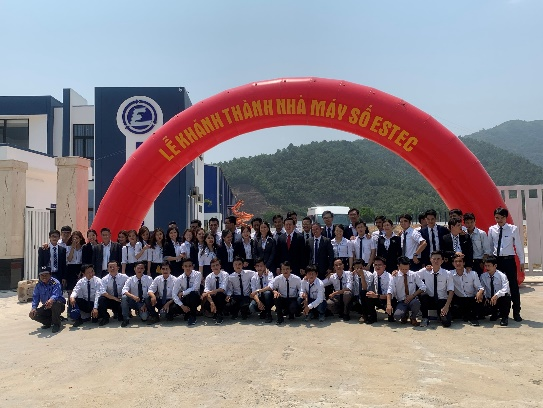 LỄ KHÁNH THÀNH NHÀ MÁY SỐ ESTEC
E